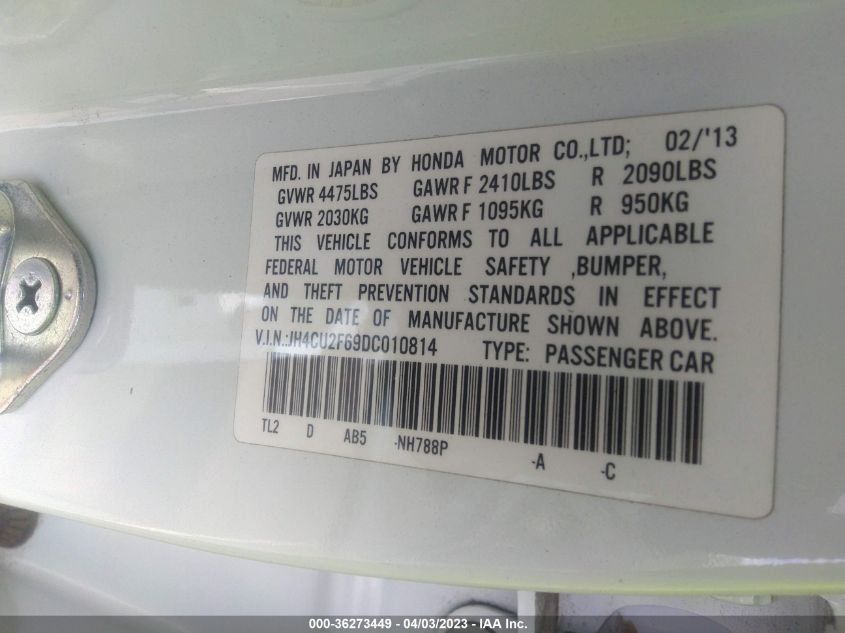 MFD. IN JAPAN BY HONDA MOTOR CO.,LTD; 02/'13
GVWR 4475LBS GAWR F 2410LBS R 2090LBS
GVWR 2030KG GAWR F 1095KG R 950KG
THIS VEHICLE CONFORMS TO ALL APPLICABLE
FEDERAL MOTOR VEHICLE SAFETY ,BUMPER,
AND THEFT PREVENTION STANDARDS IN EFFECT
ON THE DATE OF MANUFACTURE SHOWN ABOVE.
V.I.N.:JH4CU2F69DC010814 TYPE: PASSENGER CAR
TL2 D AB5 -NH788P -A -C
000-36273449 - 04/03/2023 - IAA Inc.